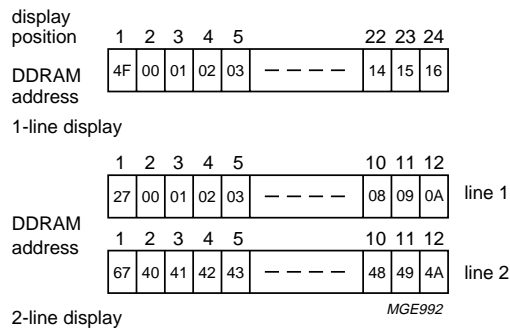 display
position 1 2 3 4 5 22 23 24
DDRAM
address 4F 00 01 02 03 14 15 16
1-line display
1 2 3 4 5 10 11 12
27 00 01 02 03 08 09 0A line 1
DDRAM
address
1 2 3 4 5 10 11 12
67 40 41 42 43 48 49 4A line 2
MGE992
2-line display